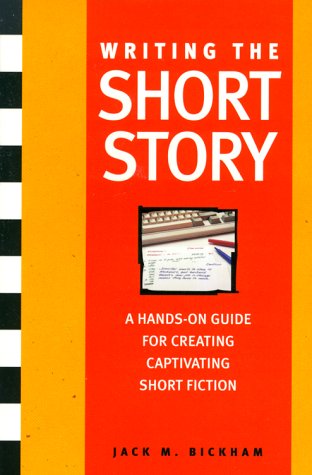 WRITING THE
SHORT
STORY
A HANDS-ON GUIDE
FOR CREATING
CAPTIVATING
SHORT FICTION
JACK M. BICKHAM